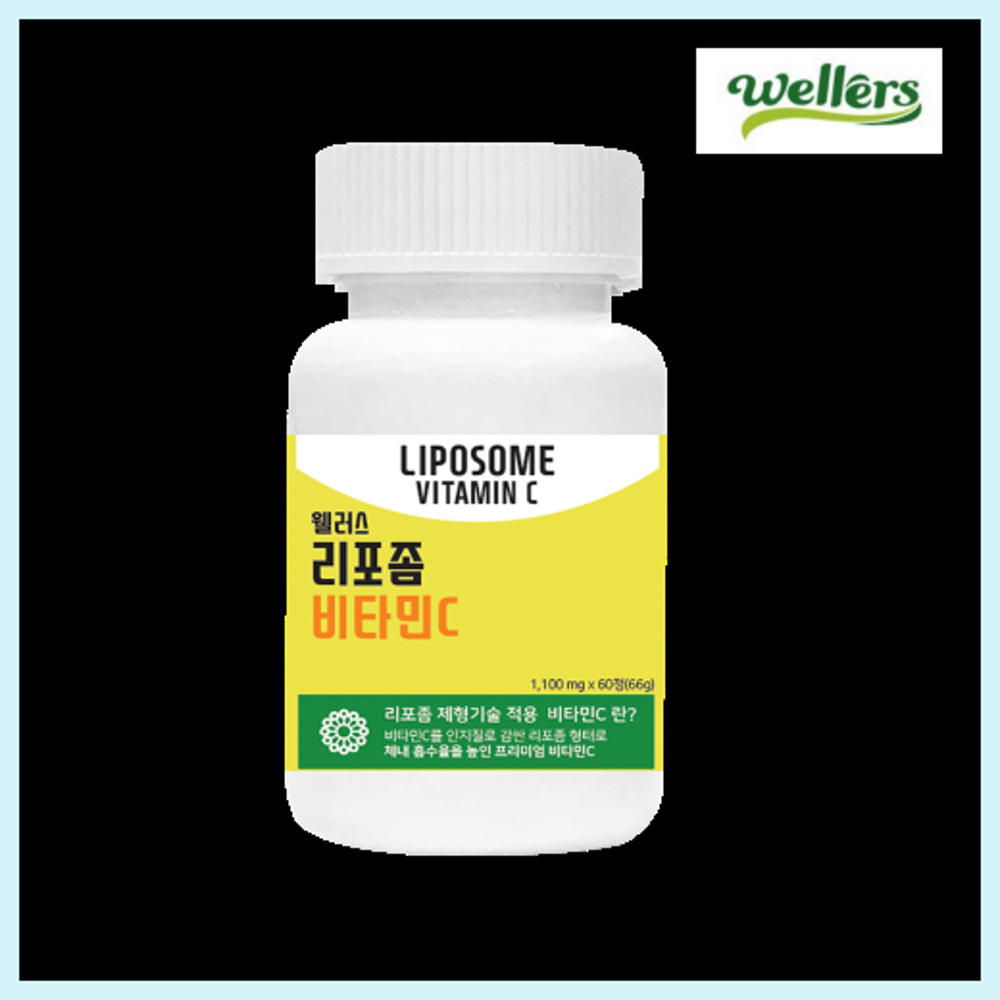 wellers
LIPOSOME
VITAMIN C
웰러스
리포좀
비타민C
1,100 mg x 60정(66g)
리포좀 제형기술 적용 비타민C 란?
비타민C를 인지질로 감싼 리포좀 형태로
체내 흡수율을 높인 프리미엄 비타민C